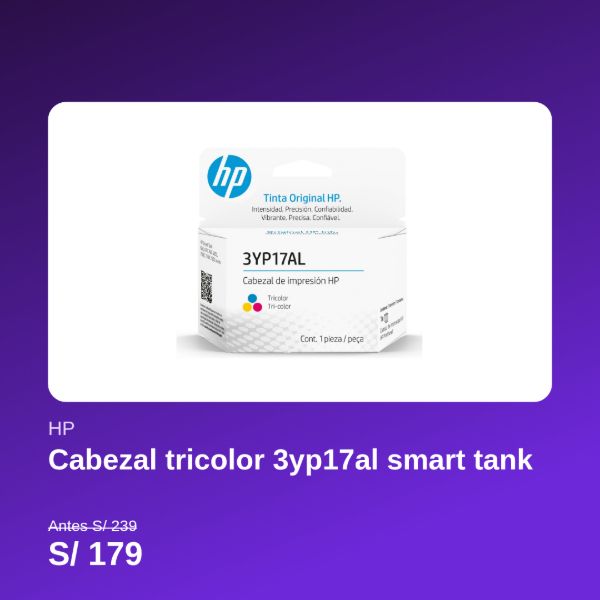 hp
Tinta Original HP.
Intensidad. Precisión. Confiabilidad.
Vibrante. Precisa. Confiável.
3YP17AL
Cabezal de impresión HP
Tricolor
Tri-color
Cont. 1 pieza / peça
HP
Cabezal tricolor 3yp17al smart tank
Antes S/ 239
S/ 179